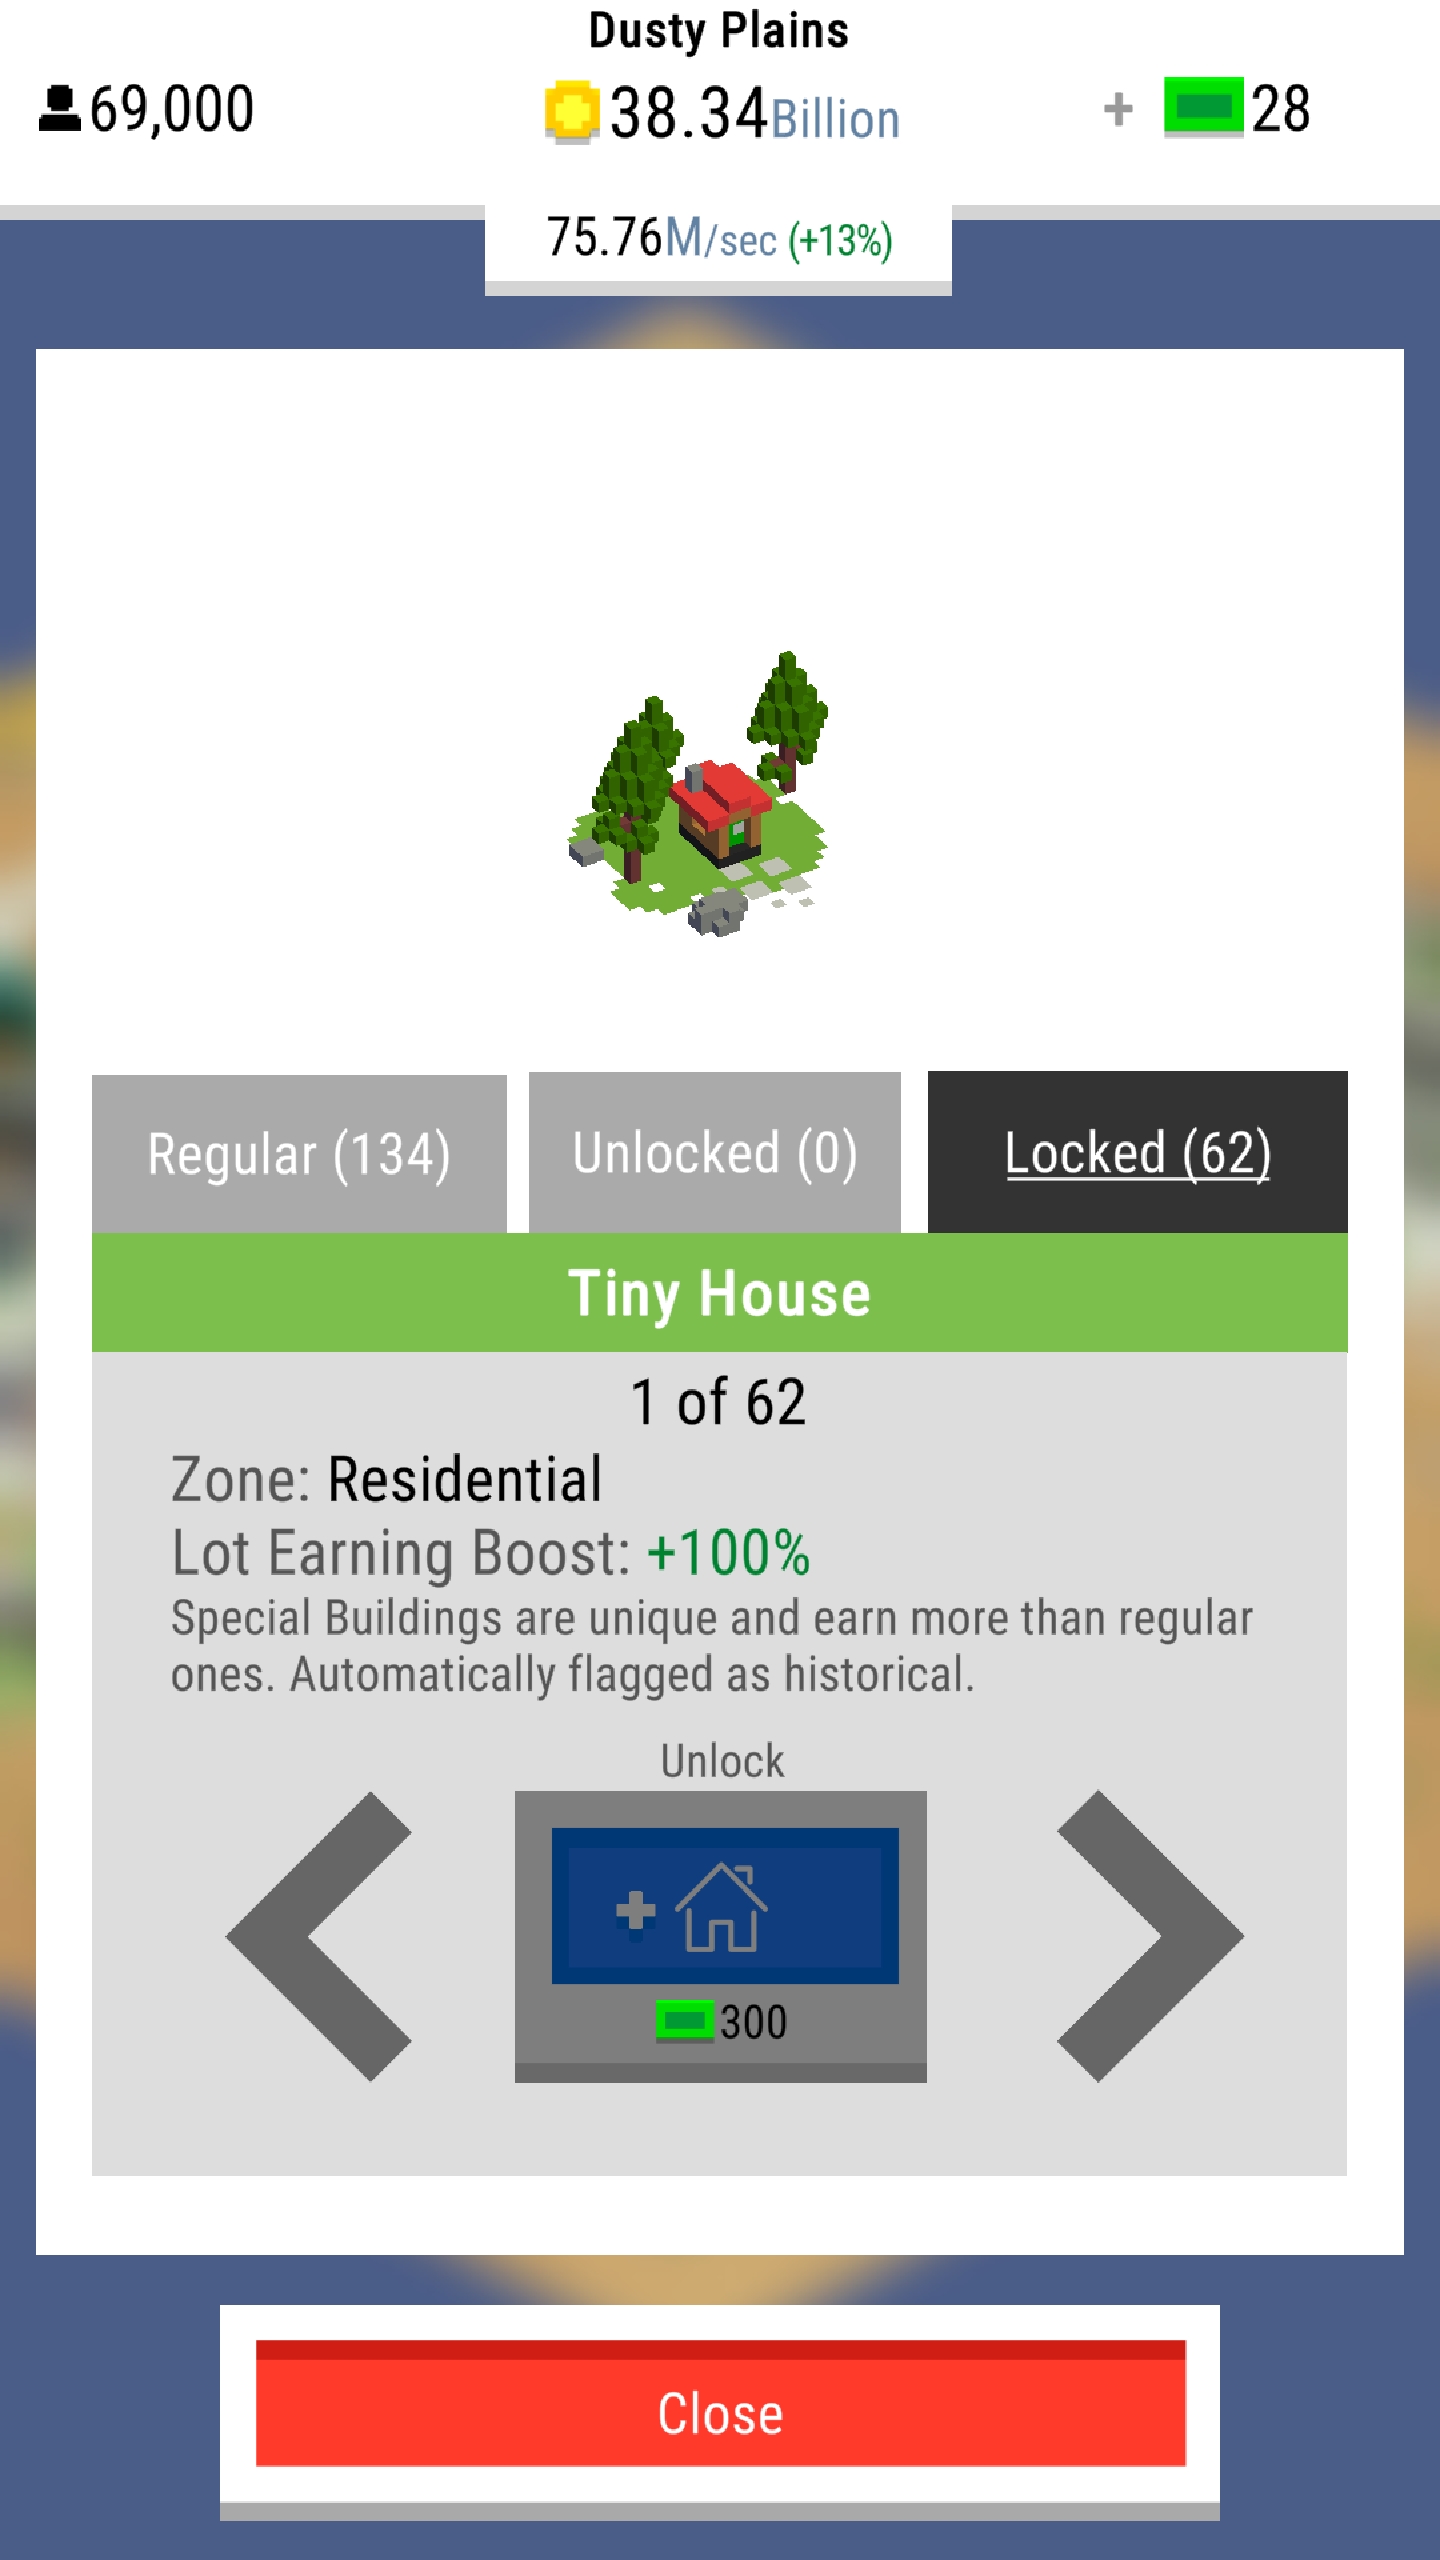 Dusty Plains
69,000
38.34Billion
+ 28
75.76M/sec (+13%)
Regular (134)
Unlocked (0)
Locked (62)
Tiny House
1 of 62
Zone: Residential
Lot Earning Boost: +100%
Special Buildings are unique and earn more than regular
ones. Automatically flagged as historical.
Unlock
300
Close